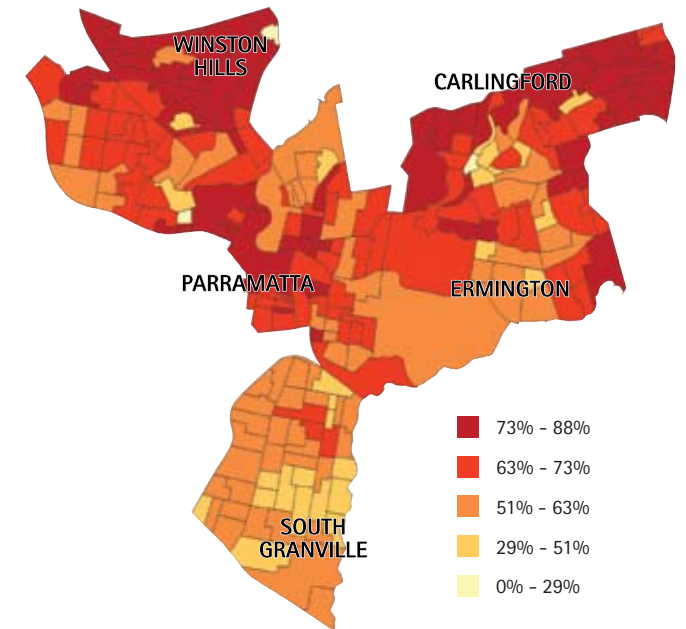 WINSTON
HILLS
CARLINGFORD
PARRAMATTA
ERMINGTON
73% - 88%
63% - 73%
51% - 63%
29% - 51%
0% - 29%
SOUTH
GRANVILLE